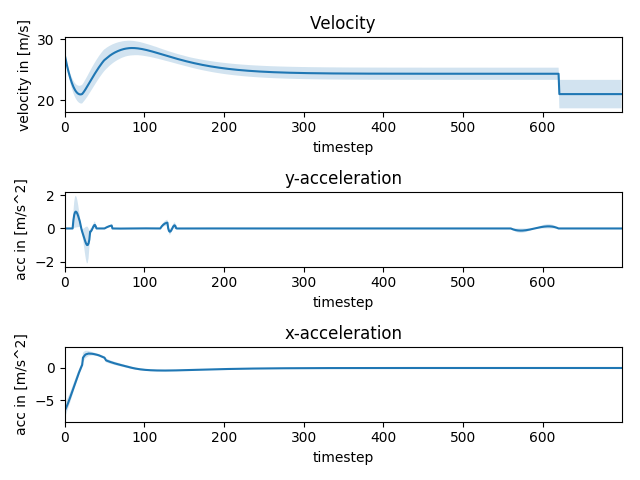 Velocity
velocity in [m/s]
30
20
0 100 200 300 400 500 600
timestep
y-acceleration
acc in [m/s^2]
2
0
−2
0 100 200 300 400 500 600
timestep
x-acceleration
acc in [m/s^2]
0
−5
0 100 200 300 400 500 600
timestep